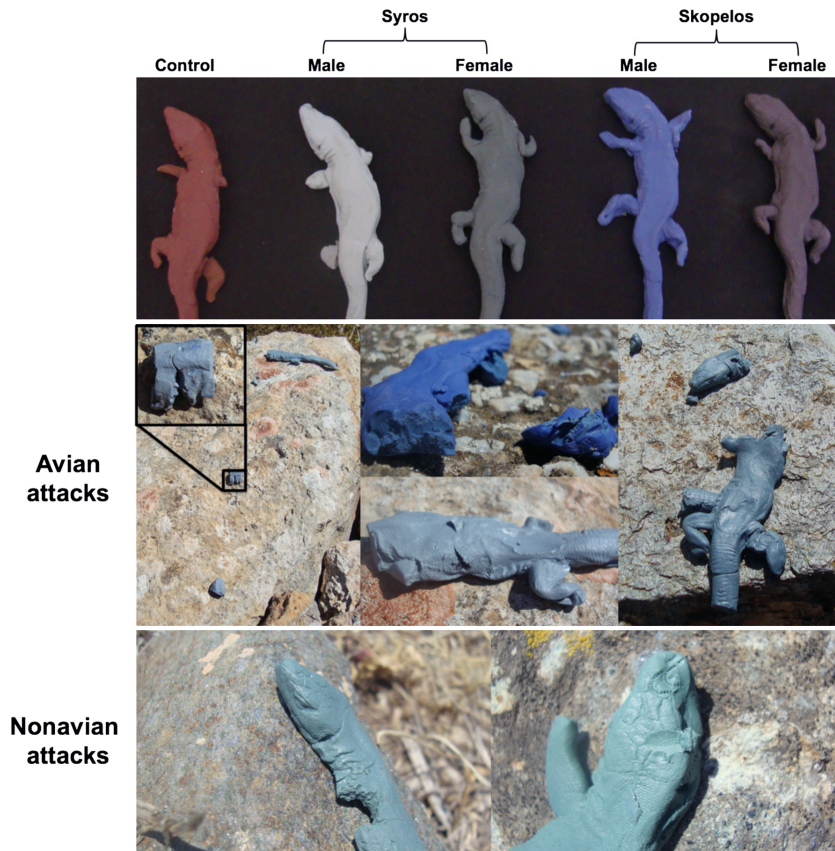 Syros
Skopelos
Control
Male
Female
Male
Female
Avian
attacks
Nonavian
attacks